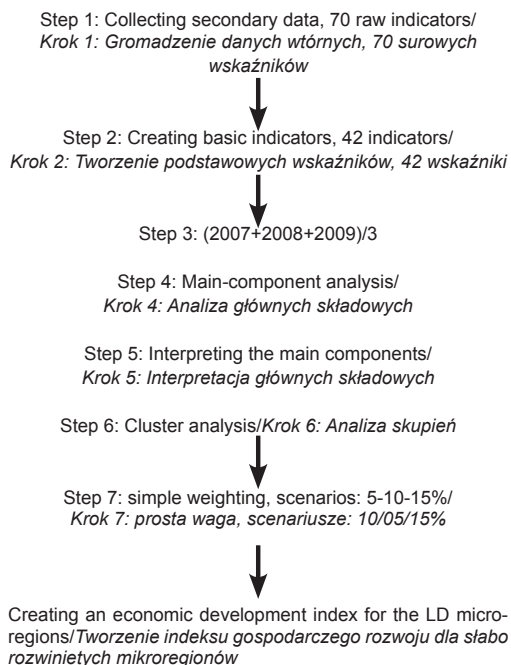 Step 1: Collecting secondary data, 70 raw indicators/
Krok 1: Gromadzenie danych wtórnych, 70 surowych
wskaźników
Step 2: Creating basic indicators, 42 indicators/
Krok 2: Tworzenie podstawowych wskaźników, 42 wskaźniki
Step 3: (2007+2008+2009)/3
Step 4: Main-component analysis/
Krok 4: Analiza głównych składowych
Step 5: Interpreting the main components/
Krok 5: Interpretacja głównych składowych
Step 6: Cluster analysis/Krok 6: Analiza skupień
Step 7: simple weighting, scenarios: 5-10-15%/
Krok 7: prosta waga, scenariusze: 10/05/15%
Creating an economic development index for the LD micro-
regions/Tworzenie indeksu gospodarczego rozwoju dla słabo
rozwiniętych mikroregionów